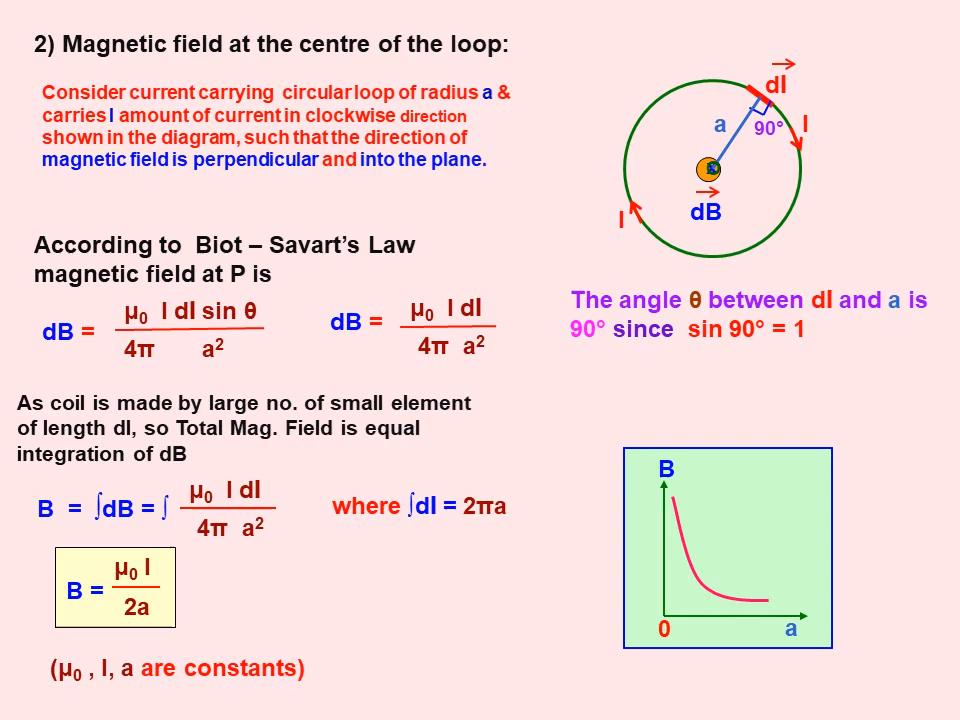 2) Magnetic field at the centre of the loop:
Consider current carrying circular loop of radius a &
carries I amount of current in clockwise direction
shown in the diagram, such that the direction of
magnetic field is perpendicular and into the plane.
dl
a
90°
I
dB
I
According to Biot – Savart’s Law
magnetic field at P is
dB = μ0 I dl sin θ / 4π a2
dB = μ0 I dl / 4π a2
The angle θ between dl and a is
90° since sin 90° = 1
As coil is made by large no. of small element
of length dl, so Total Mag. Field is equal
integration of dB
B = ∫dB = ∫ μ0 I dl / 4π a2
where ∫dl = 2πa
B = μ0 I / 2a
(μ0 , I, a are constants)
B
0
a